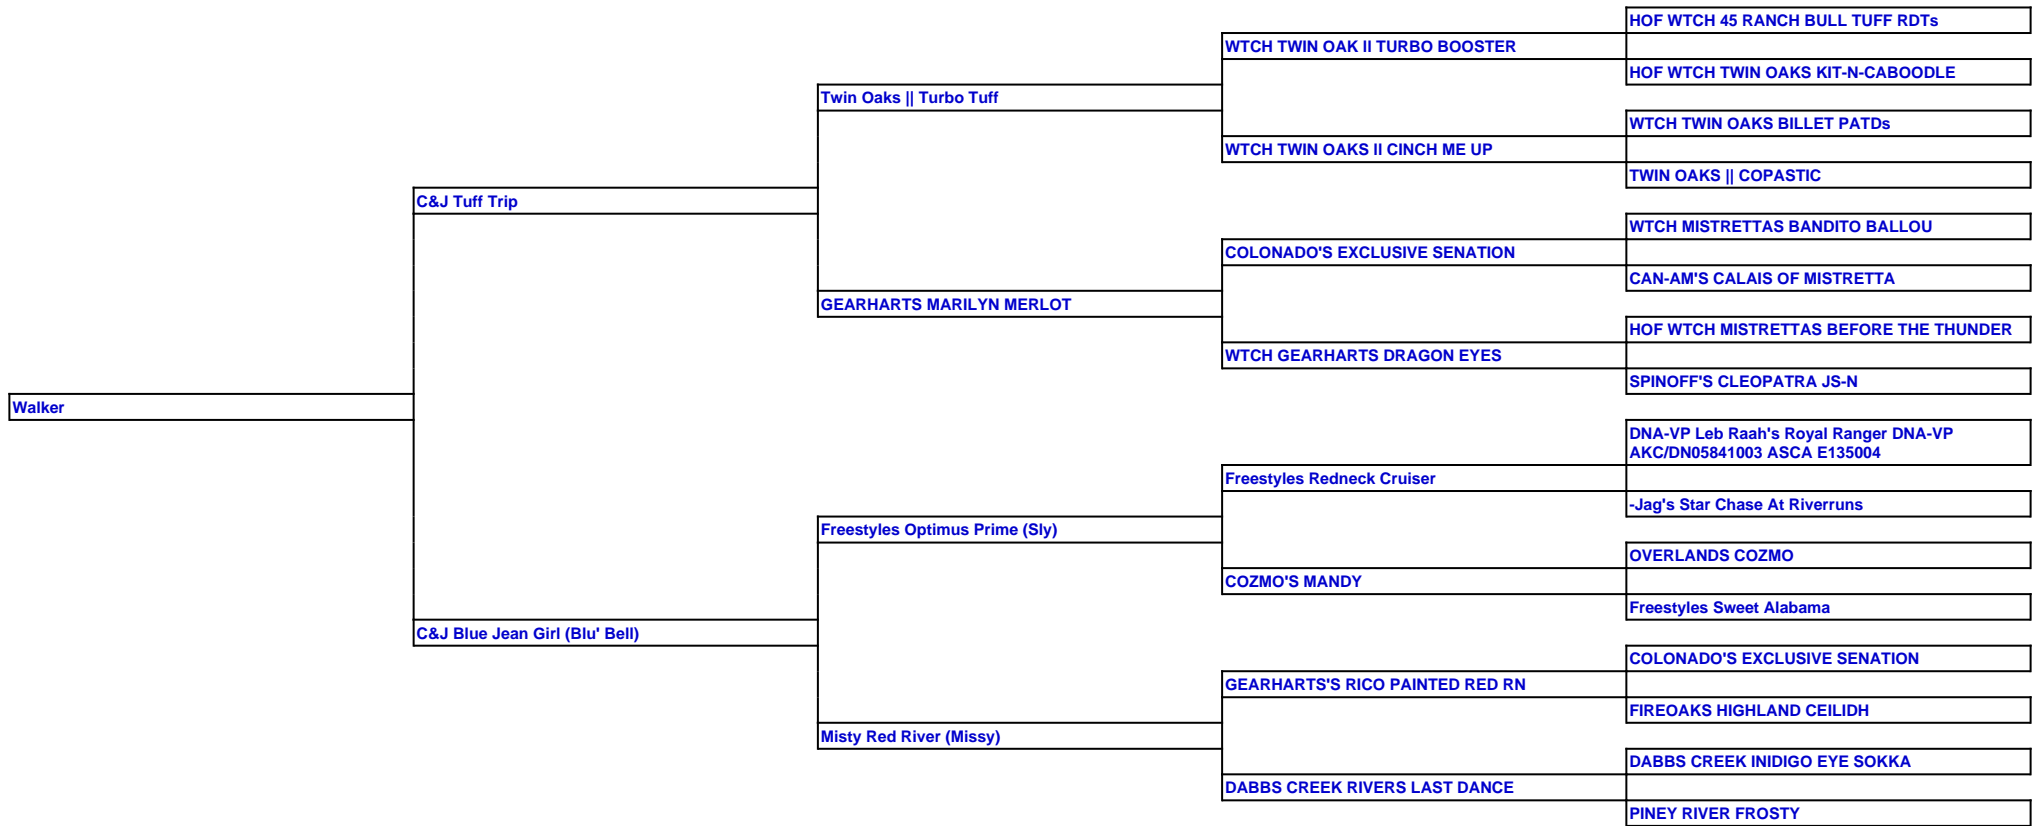 HOF WTCH 45 RANCH BULL TUFF RDTs
WTCH TWIN OAK II TURBO BOOSTER
HOF WTCH TWIN OAKS KIT-N-CABOODLE
Twin Oaks || Turbo Tuff
WTCH TWIN OAKS BILLET PATDs
WTCH TWIN OAKS II CINCH ME UP
TWIN OAKS || COPASTIC
C&J Tuff Trip
WTCH MISTRETTAS BANDITO BALLOU
COLONADO'S EXCLUSIVE SENATION
CAN-AM'S CALAIS OF MISTRETTA
GEARHARTS MARILYN MERLOT
HOF WTCH MISTRETTAS BEFORE THE THUNDER
WTCH GEARHARTS DRAGON EYES
SPINOFF'S CLEOPATRA JS-N
Walker
DNA-VP Leb Raah's Royal Ranger DNA-VP
AKC/DN05841003 ASCA E135004
Freestyles Redneck Cruiser
-Jag's Star Chase At Riverruns
Freestyles Optimus Prime (Sly)
OVERLANDS COZMO
COZMO'S MANDY
Freestyles Sweet Alabama
C&J Blue Jean Girl (Blu' Bell)
COLONADO'S EXCLUSIVE SENATION
GEARHARTS'S RICO PAINTED RED RN
FIREOAKS HIGHLAND CEILIDH
Misty Red River (Missy)
DABBS CREEK INIDIGO EYE SOKKA
DABBS CREEK RIVERS LAST DANCE
PINEY RIVER FROSTY